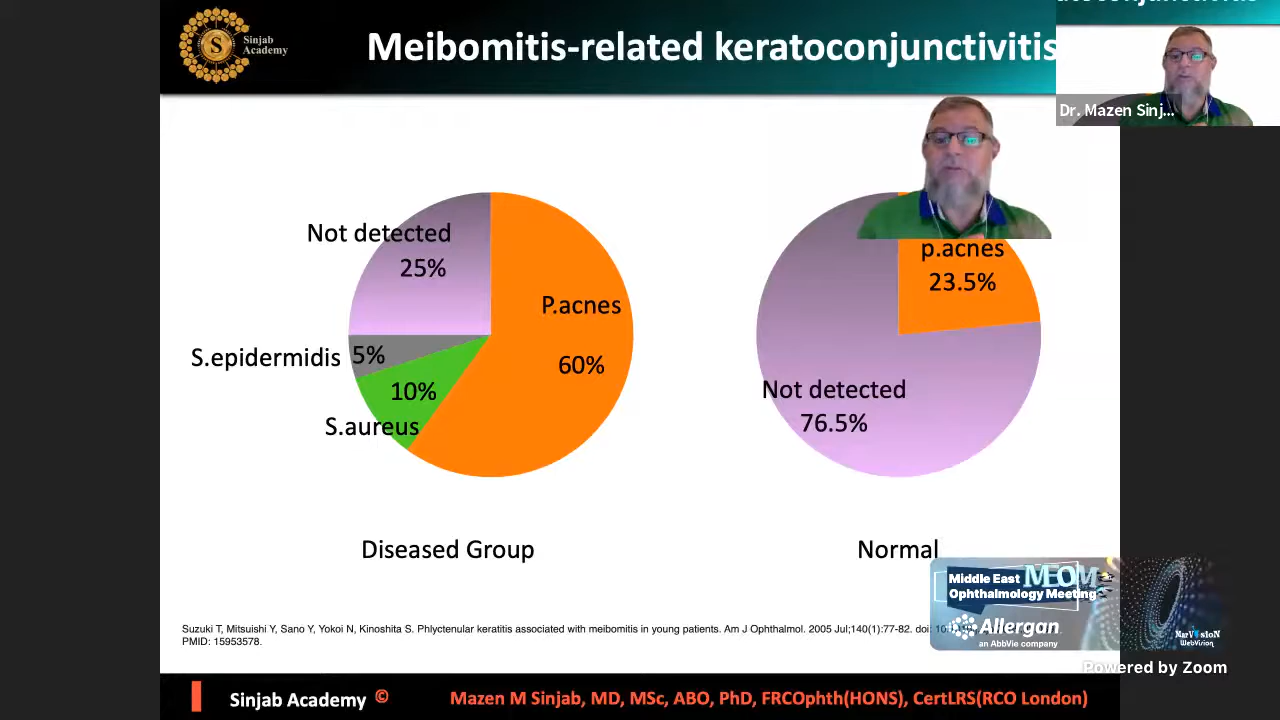 Sinjab
Academy
S
Meibomitis-related keratoconjunctivitis
Dr. Mazen Sinj...
Not detected
25%
P.acnes
60%
S.epidermidis 5%
10%
S.aureus
p.acnes
23.5%
Not detected
76.5%
Diseased Group
Normal
Middle East MEOM
Ophthalmology Meeting
Allergan
an AbbVie company
NarVision
WebVision
Suzuki T, Mitsuishi Y, Sano Y, Yokoi N, Kinoshita S. Phlyctenular keratitis associated with meibomitis in young patients. Am J Ophthalmol. 2005 Jul;140(1):77-82. doi: 10.
PMID: 15953578.
Powered by Zoom
Sinjab Academy ©
Mazen M Sinjab, MD, MSc, ABO, PhD, FRCOphth(HONS), CertLRS(RCO London)